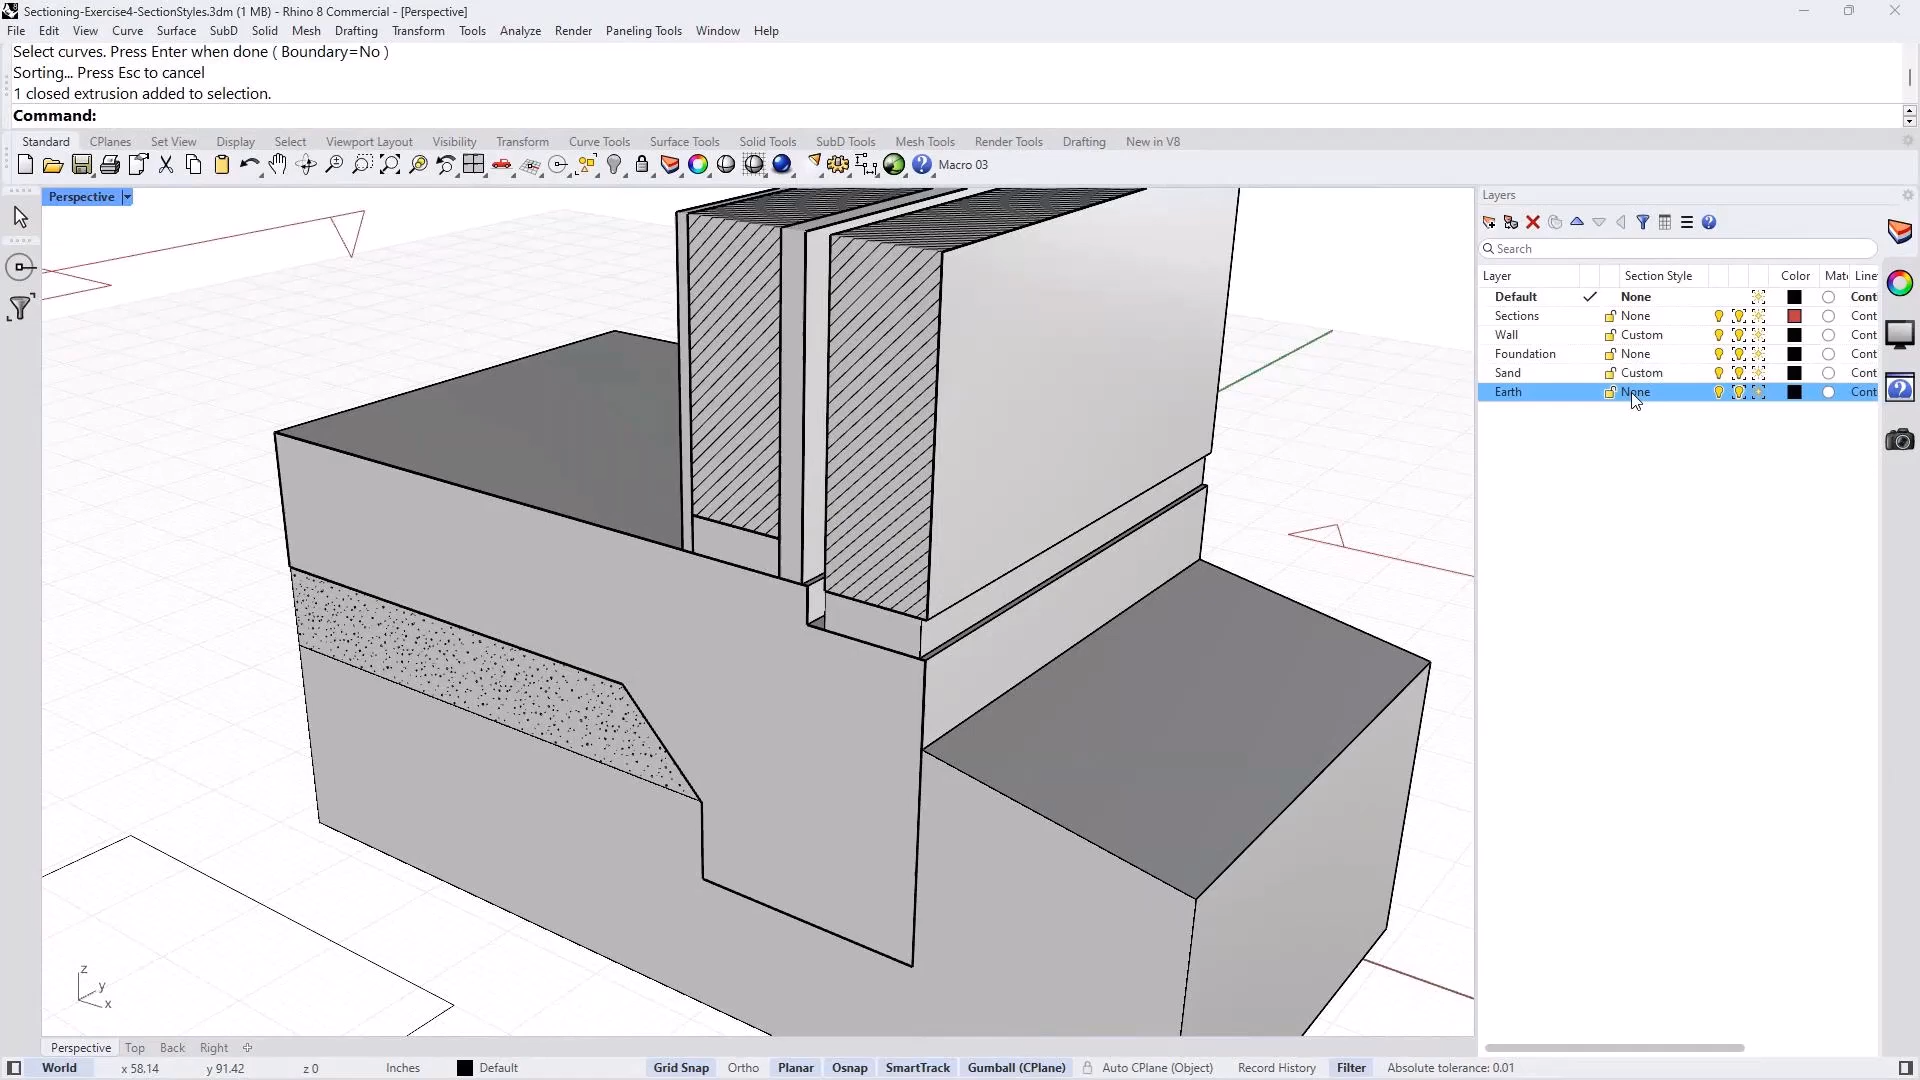 Sectioning-Exercise4-SectionStyles.3dm (1 MB) - Rhino 8 Commercial - [Perspective]
File Edit View Curve Surface SubD Solid Mesh Drafting Transform Tools Analyze Render Paneling Tools Window Help
Select curves. Press Enter when done ( Boundary=No )
Sorting... Press Esc to cancel
1 closed extrusion added to selection.
Command:
Standard CPlanes Set View Display Select Viewport Layout Visibility Transform Curve Tools Surface Tools Solid Tools SubD Tools Mesh Tools Render Tools Drafting New in V8
Macro 03
Perspective
Layers
Search
Layer Section Style Color Mate Line
Default None Cont
Sections None Cont
Wall Custom Cont
Foundation None Cont
Sand Custom Cont
Earth None Cont
z
y
x
Perspective Top Back Right
World x 58.14 y 91.42 z 0 Inches Default Grid Snap Ortho Planar Osnap SmartTrack Gumball (CPlane) Auto CPlane (Object) Record History Filter Absolute tolerance: 0.01